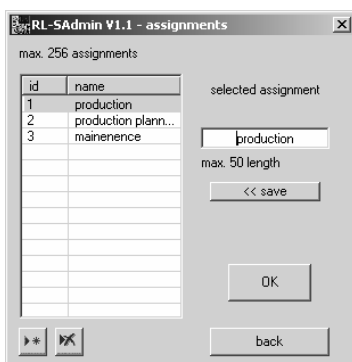 RL-SAdmin V1.1 - assignments
max. 256 assignments
id name
1 production
2 production plann...
3 mainenence
selected assignment
production
max. 50 length
<< save
OK
back